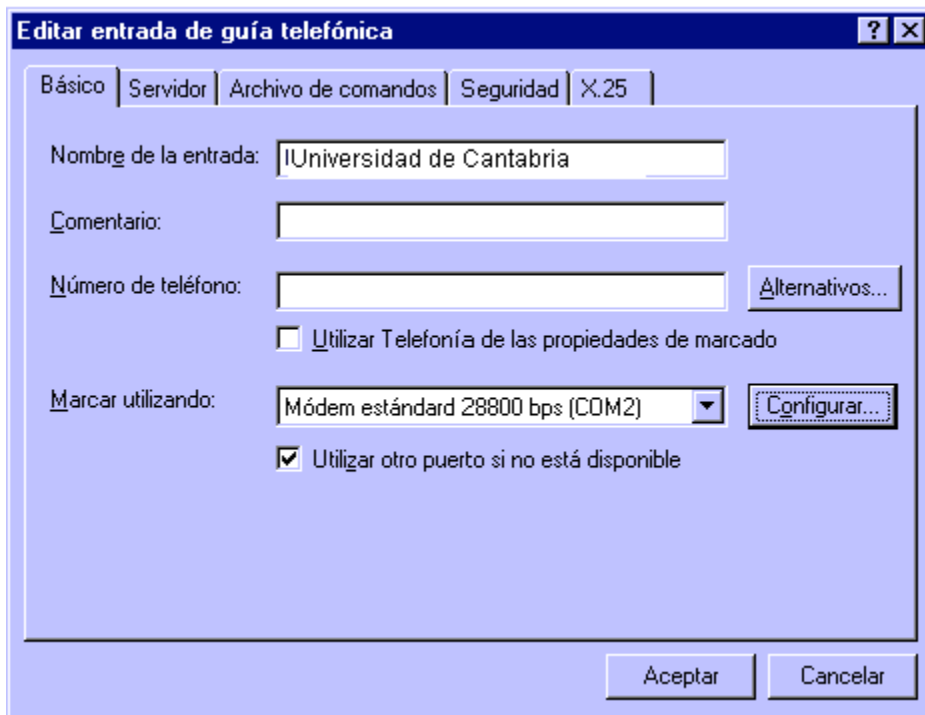 Editar entrada de guía telefónica
Básico Servidor Archivo de comandos Seguridad X.25
Nombre de la entrada: Universidad de Cantabria
Comentario:
Número de teléfono: Alternativos...
Utilizar Telefonía de las propiedades de marcado
Marcar utilizando: Módem estándard 28800 bps (COM2) Configurar...
Utilizar otro puerto si no está disponible
Aceptar Cancelar